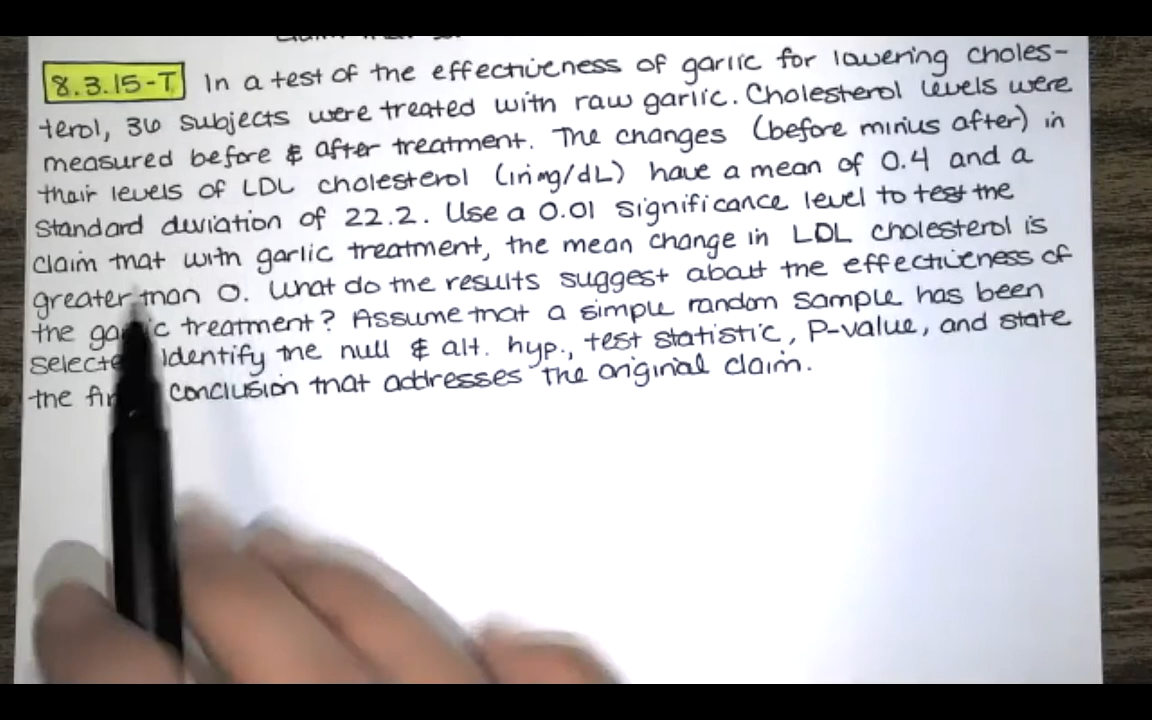 8.3.15-T In a test of the effectiveness of garlic for lowering choles-
terol, 36 subjects were treated with raw garlic. Cholesterol levels were
measured before & after treatment. The changes (before minus after) in
their levels of LDL cholesterol (in mg/dL) have a mean of 0.4 and a
standard deviation of 22.2. Use a 0.01 significance level to test the
claim that with garlic treatment, the mean change in LDL cholesterol is
greater than 0. What do the results suggest about the effectiveness of
the treatment? Assume that a simple random sample has been
Identify the null & alt. hyp., test statistic, P-value, and state
the conclusion that addresses the original claim.